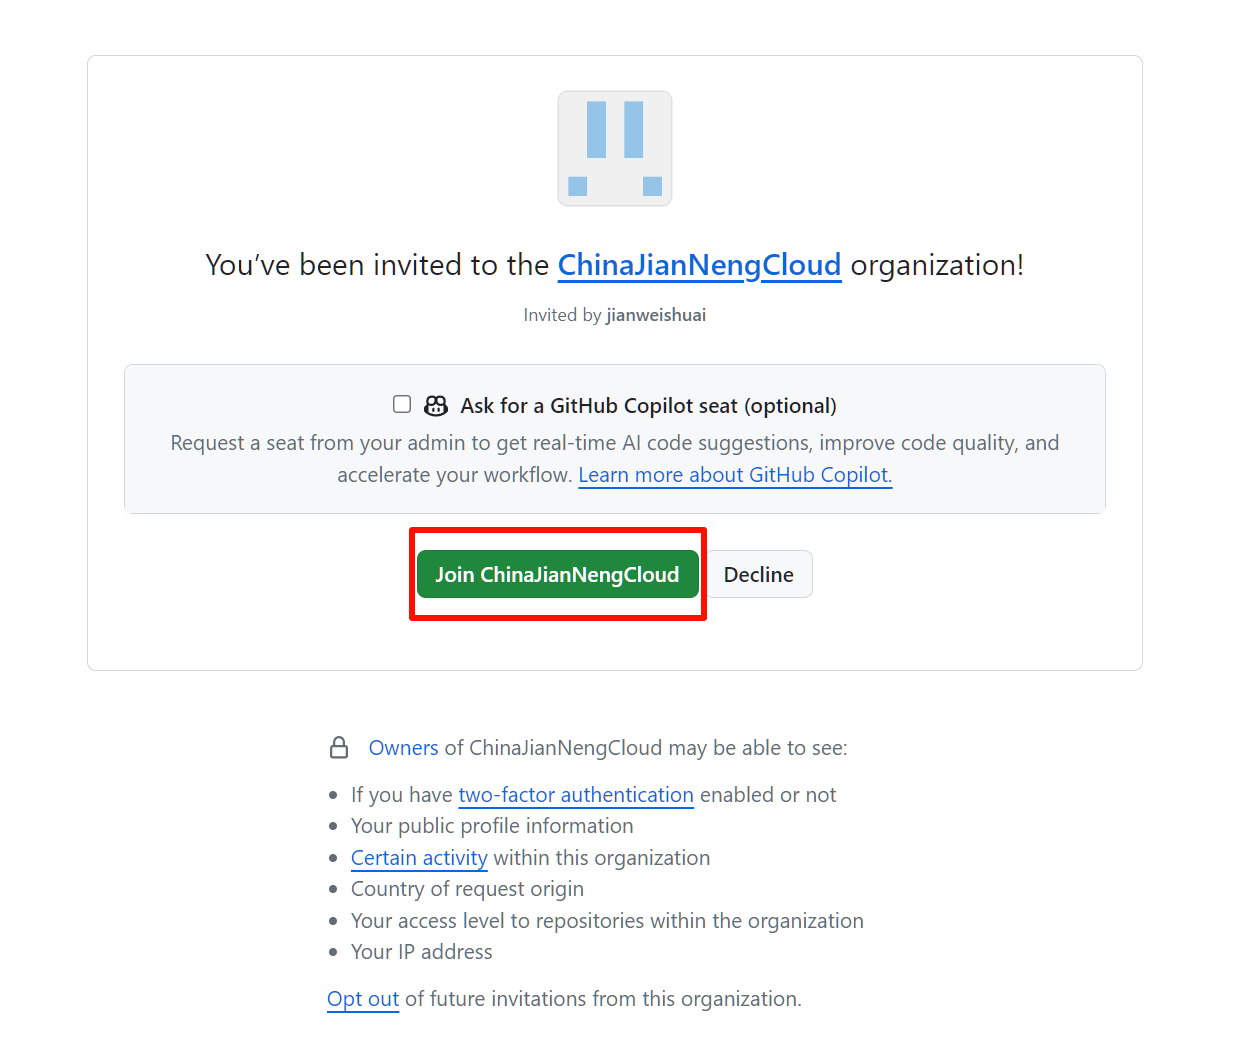 You’ve been invited to the ChinaJianNengCloud organization!
Invited by jianweishuai
Ask for a GitHub Copilot seat (optional)
Request a seat from your admin to get real-time AI code suggestions, improve code quality, and
accelerate your workflow. Learn more about GitHub Copilot.
Join ChinaJianNengCloud
Decline
Owners of ChinaJianNengCloud may be able to see:
If you have two-factor authentication enabled or not
Your public profile information
Certain activity within this organization
Country of request origin
Your access level to repositories within the organization
Your IP address
Opt out of future invitations from this organization.